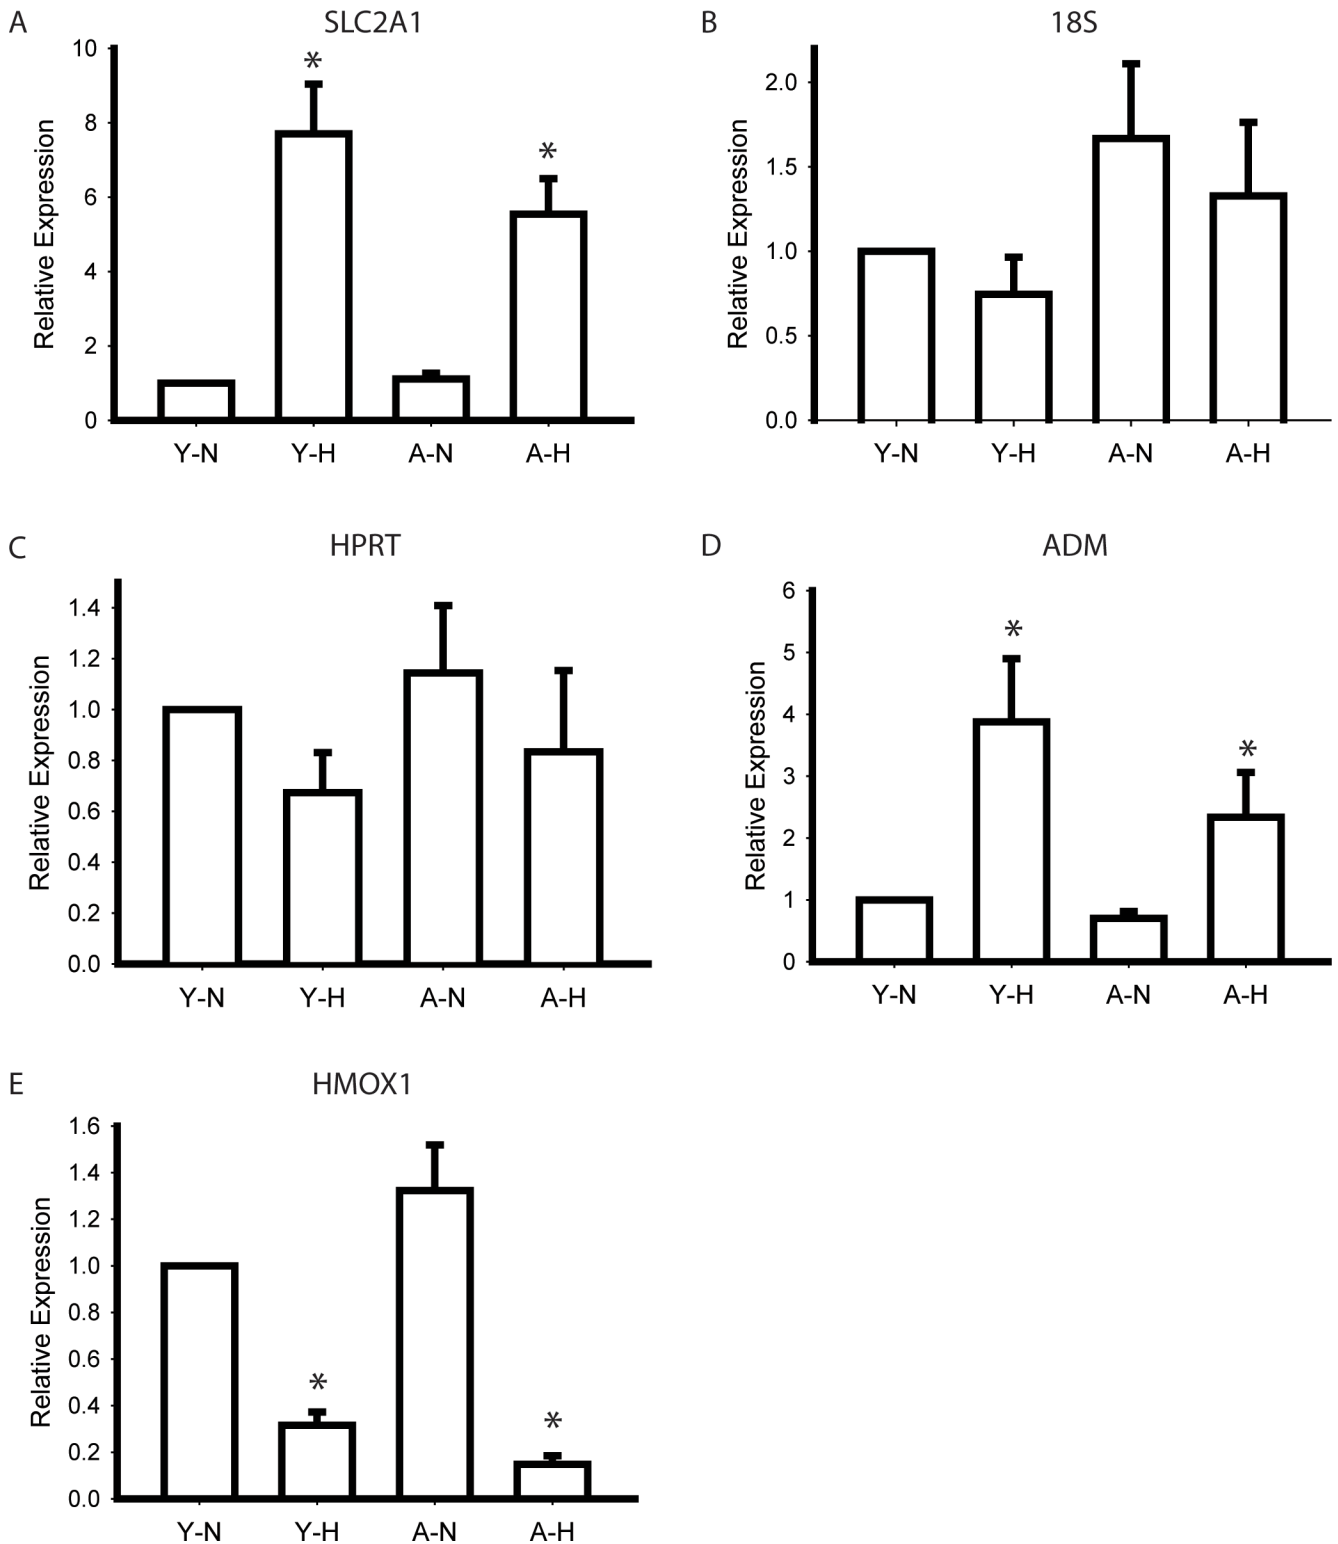 A
SLC2A1
Relative Expression
10
8
6
4
2
0
*
*
Y-N Y-H A-N A-H
B
18S
Relative Expression
2.0
1.5
1.0
0.5
0.0
Y-N Y-H A-N A-H
C
HPRT
Relative Expression
1.4
1.2
1.0
0.8
0.6
0.4
0.2
0.0
Y-N Y-H A-N A-H
D
ADM
Relative Expression
6
5
4
3
2
1
0
*
*
Y-N Y-H A-N A-H
E
HMOX1
Relative Expression
1.6
1.4
1.2
1.0
0.8
0.6
0.4
0.2
0.0
*
*
Y-N Y-H A-N A-H